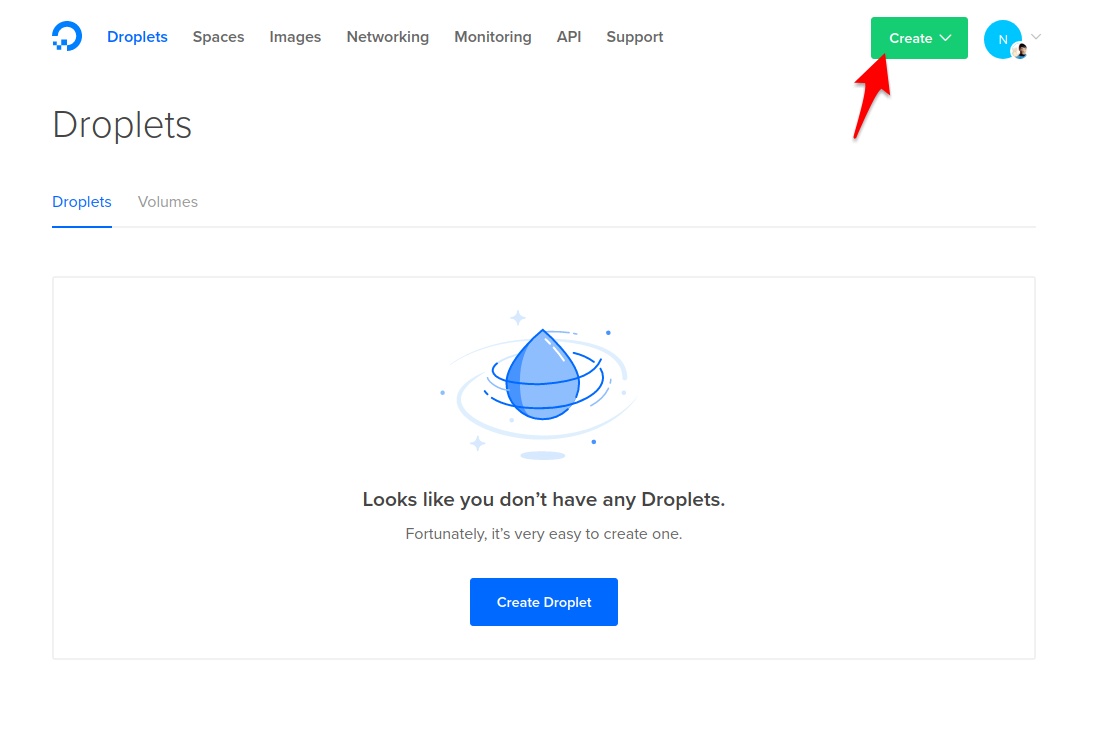 Droplets Spaces Images Networking Monitoring API Support Create N
Droplets
Droplets Volumes
Looks like you don’t have any Droplets.
Fortunately, it’s very easy to create one.
Create Droplet